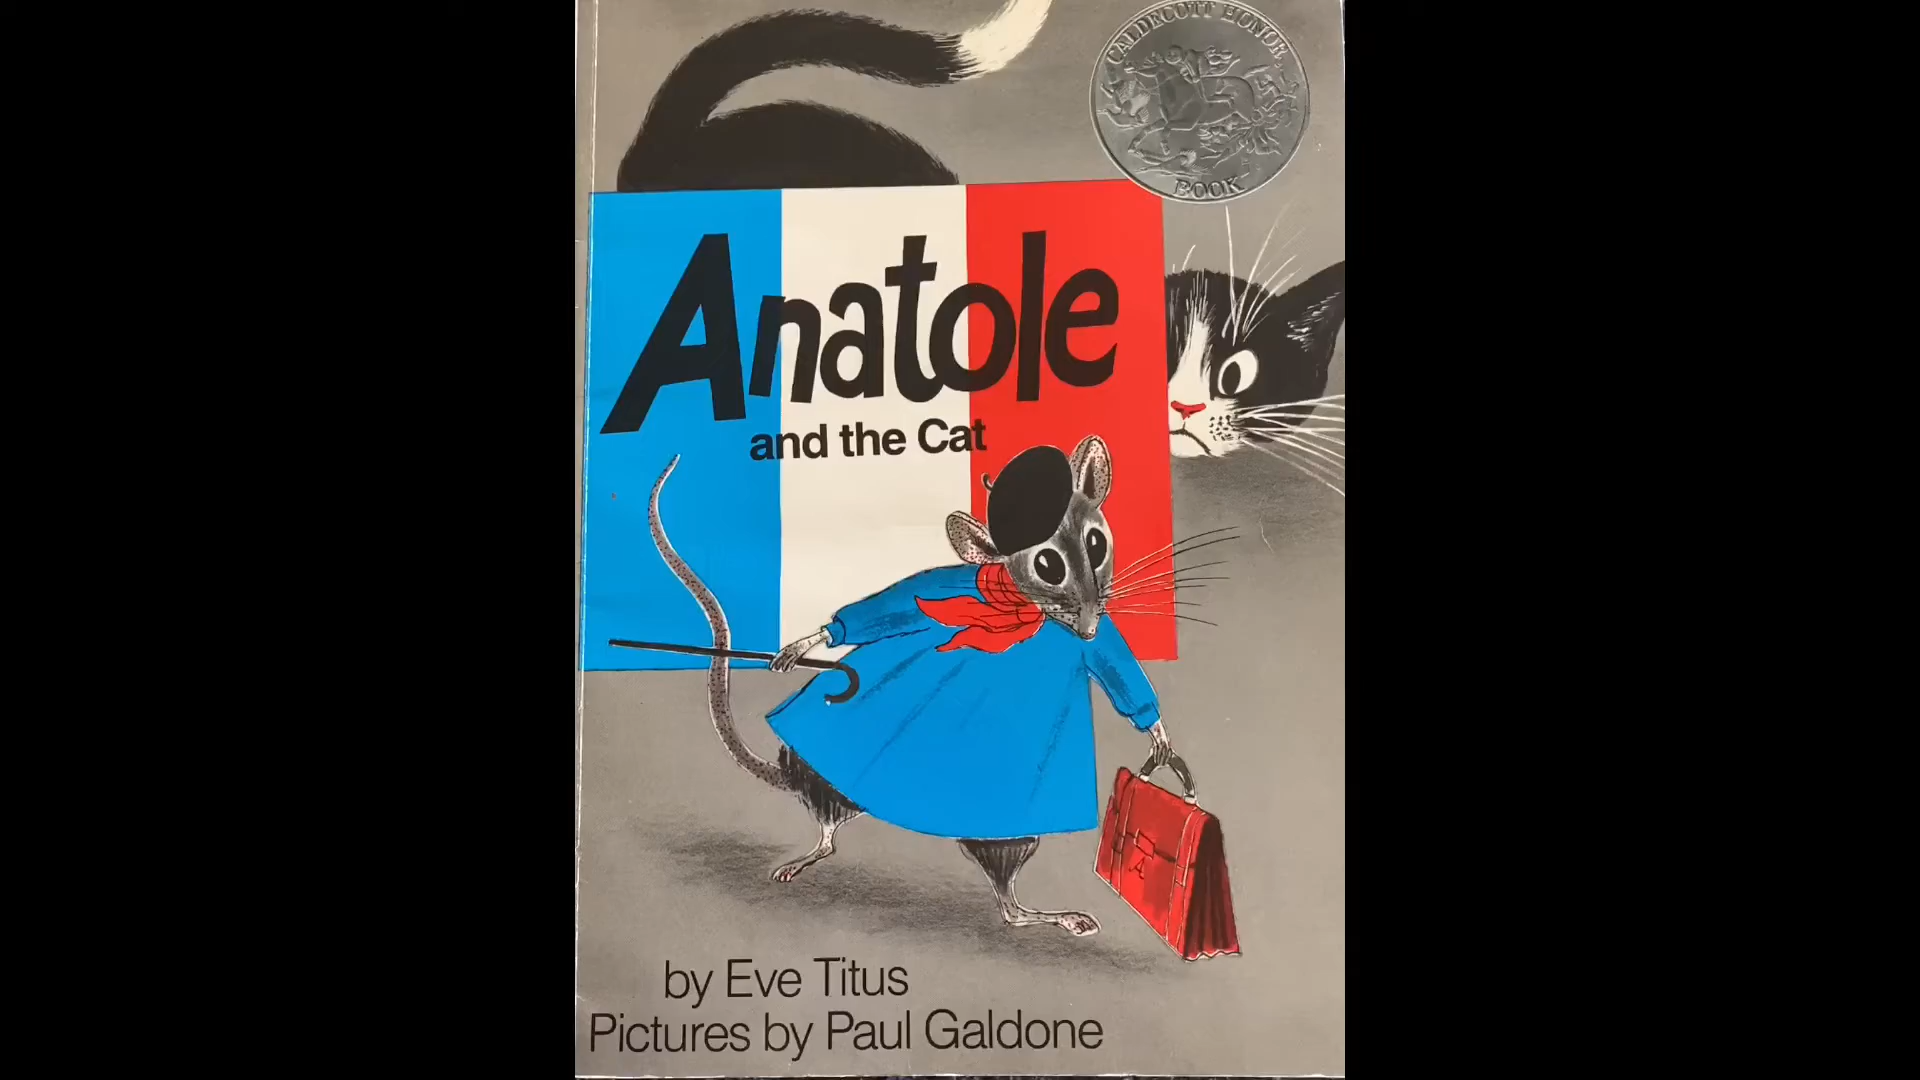 CALDECOTT HONOR
BOOK
Anatole
and the Cat
A
by Eve Titus
Pictures by Paul Galdone